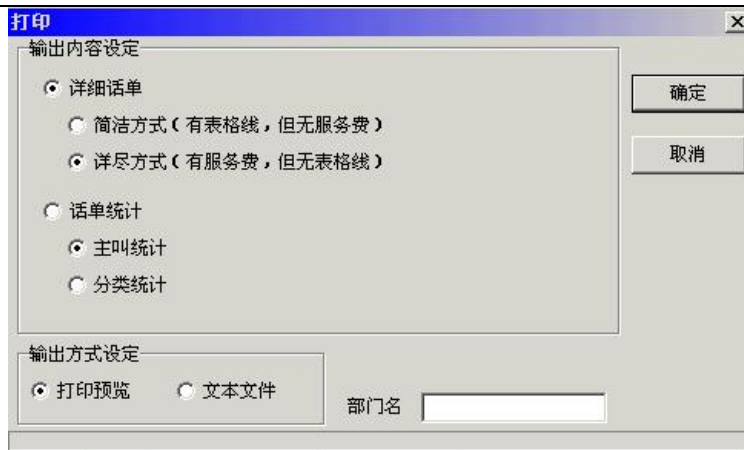 打印
输出内容设定
详细话单
确定
简洁方式(有表格线,但无服务费)
详尽方式(有服务费,但无表格线)
取消
话单统计
主叫统计
分类统计
输出方式设定
打印预览 文本文件
部门名